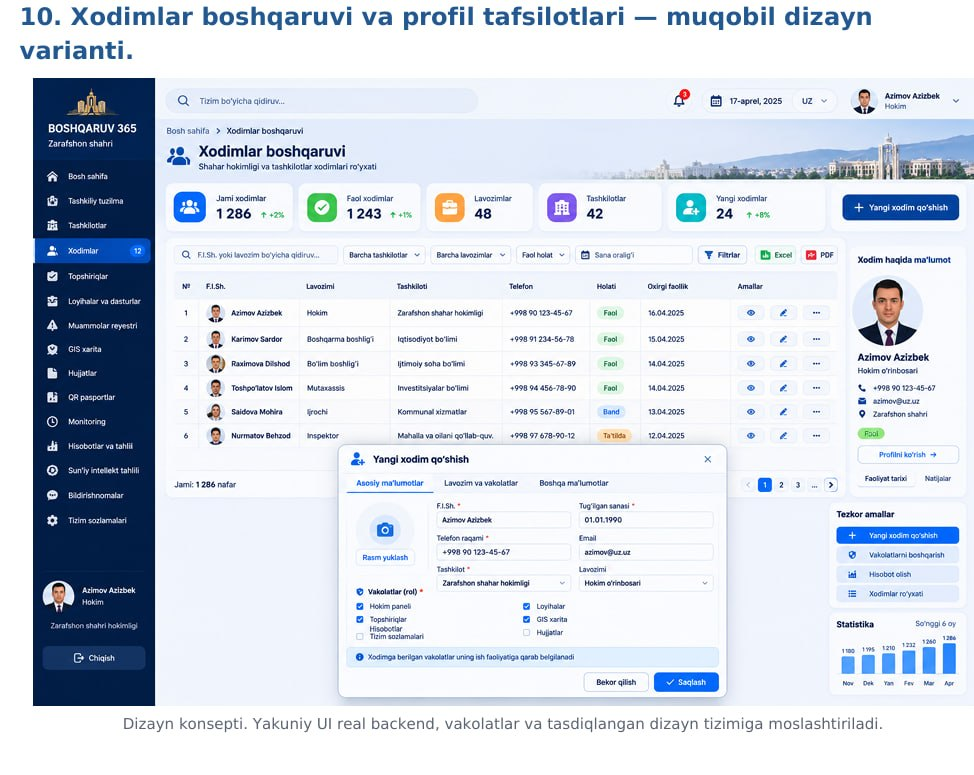 10. Xodimlar boshqaruvi va profil tafsilotlari — muqobil dizayn
varianti.
BOSHQARUV 365
Zarafshon shahri
Bosh sahifa
Tashkiliy tuzilma
Tashkilotlar
Xodimlar 12
Topshiriqlar
Loyihalar va dasturlar
Muammolar reyestri
GIS xarita
Hujjatlar
QR pasportlar
Monitoring
Hisobotlar va tahlil
Sun'iy intellekt tahlili
Bildirishnomalar
Tizim sozlamalari
Azimov Azizbek
Hokim
Zarafshon shahri hokimligi
Chiqish
Tizim bo'yicha qidiruv...
3
17-aprel, 2025
UZ
Azimov Azizbek
Hokim
Bosh sahifa > Xodimlar boshqaruvi
Xodimlar boshqaruvi
Shahar hokimligi va tashkilotlar xodimlari ro'yxati
Jami xodimlar
1 286 ↑ +2%
Faol xodimlar
1 243 ↑ +1%
Lavozimlar
48
Tashkilotlar
42
Yangi xodimlar
24 ↑ +8%
+ Yangi xodim qo'shish
F.I.Sh. yoki lavozim bo'yicha qidiruv...
Barcha tashkilotlar
Barcha lavozimlar
Faol holat
Sana oralig'i
Filtrlar
Excel
PDF
№ F.I.Sh. Lavozimi Tashkiloti Telefon Holati Oxirgi faollik Amallar
1 Azimov Azizbek Hokim Zarafshon shahar hokimligi +998 90 123-45-67 Faol 16.04.2025
2 Karimov Sardor Boshqarma boshlig'i Iqtisodiyot bo'limi +998 91 234-56-78 Faol 15.04.2025
3 Raximova Dilshod Bo'lim boshlig'i Ijtimoiy soha bo'limi +998 93 345-67-89 Faol 14.04.2025
4 Toshpo'latov Islom Mutaxassis Investitsiyalar bo'limi +998 94 456-78-90 Faol 14.04.2025
5 Saidova Mohira Ijrochi Kommunal xizmatlar +998 95 567-89-01 Band 13.04.2025
6 Nurmatov Behzod Inspektor Mahalla va oilani qo'llab-quv. +998 97 678-90-12 Ta'tilda 12.04.2025
Jami: 1 286 nafar
< 1 2 3 ... >
Yangi xodim qo'shish
Asosiy ma'lumotlar Lavozim va vakolatlar Boshqa ma'lumotlar
Rasm yuklash
F.I.Sh. *
Azimov Azizbek
Tug'ilgan sanasi *
01.01.1990
Telefon raqami *
+998 90 123-45-67
Email
azimov@uz.uz
Tashkilot *
Zarafshon shahar hokimligi
Lavozimi
Hokim o'rinbosari
Vakolatlar (rol) *
Hokim paneli
Loyihalar
Topshiriqlar
GIS xarita
Hisobotlar
Tizim sozlamalari
Hujjatlar
Xodimga berilgan vakolatlar uning ish faoliyatiga qarab belgilanadi
Bekor qilish
Saqlash
Xodim haqida ma'lumot
Azimov Azizbek
Hokim o'rinbosari
+998 90 123-45-67
azimov@uz.uz
Zarafshon shahri
Faol
Profilni ko'rish →
Faoliyat tarixi Natijalar
Tezkor amallar
+ Yangi xodim qo'shish
Vakolatlarni boshqarish
Hisobot olish
Xodimlar ro'yxati
Statistika So'nggi 6 oy
1 180 1 195 1 210 1 232 1 260 1 286
Nov Dek Yan Fev Mar Apr
Dizayn konsepti. Yakuniy UI real backend, vakolatlar va tasdiqlangan dizayn tizimiga moslashtiriladi.